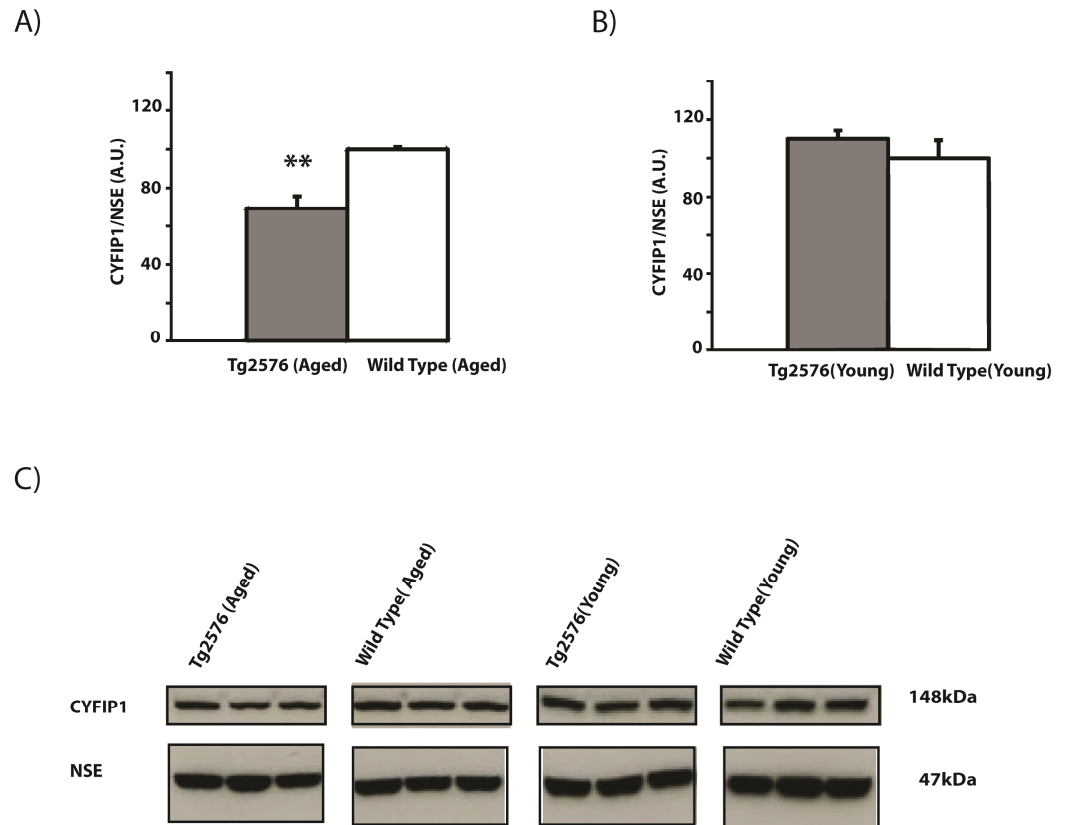 A)
120
80
40
0
CYFIP1/NSE (A.U.)
**
Tg2576 (Aged) Wild Type (Aged)
B)
120
80
40
0
CYFIP1/NSE (A.U.)
Tg2576(Young) Wild Type(Young)
C)
Tg2576 (Aged)
Wild Type( Aged)
Tg2576(Young)
Wild Type(Young)
CYFIP1
148kDa
NSE
47kDa